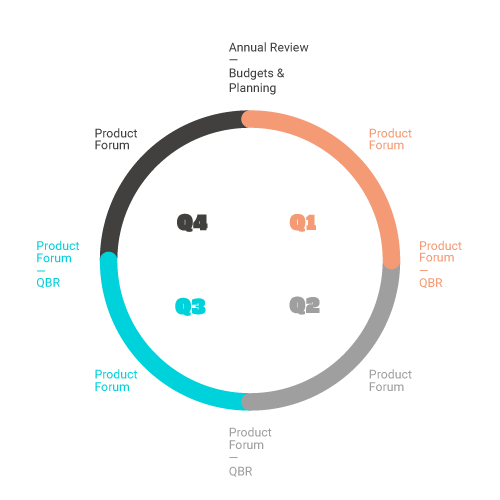 Annual Review
—
Budgets &
Planning
Product
Forum
Product
Forum
Q4
Q1
Product
Forum
—
QBR
Product
Forum
—
QBR
Q3
Q2
Product
Forum
Product
Forum
Product
Forum
—
QBR